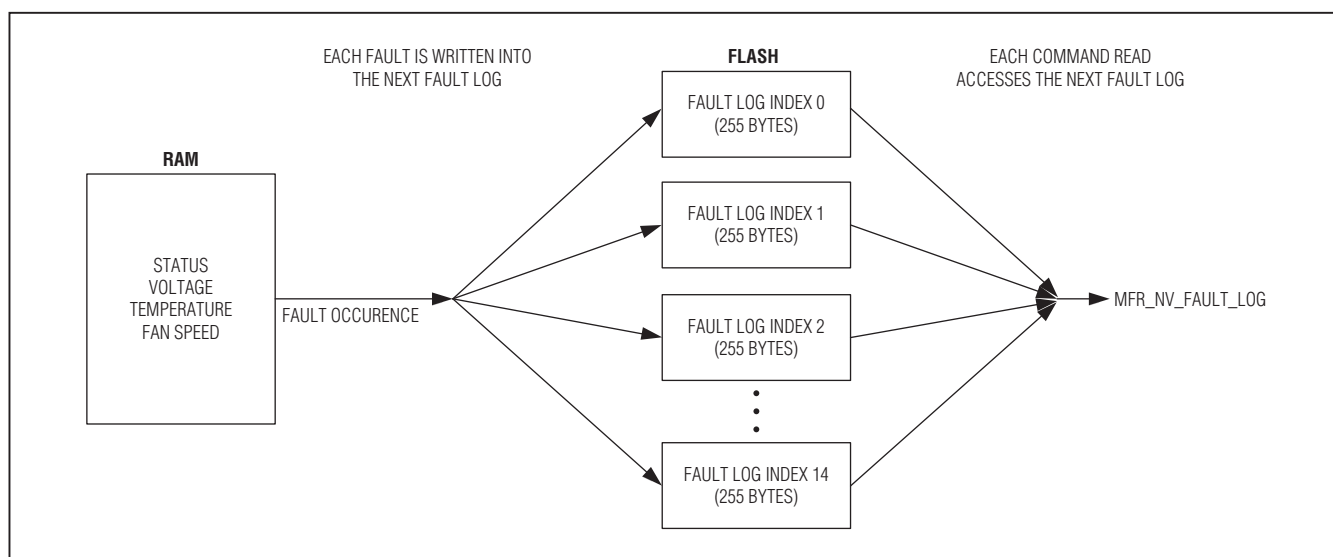 EACH FAULT IS WRITTEN INTO
THE NEXT FAULT LOG
FLASH
EACH COMMAND READ
ACCESSES THE NEXT FAULT LOG
RAM
STATUS
VOLTAGE
TEMPERATURE
FAN SPEED
FAULT OCCURENCE
FAULT LOG INDEX 0
(255 BYTES)
FAULT LOG INDEX 1
(255 BYTES)
FAULT LOG INDEX 2
(255 BYTES)
FAULT LOG INDEX 14
(255 BYTES)
MFR_NV_FAULT_LOG